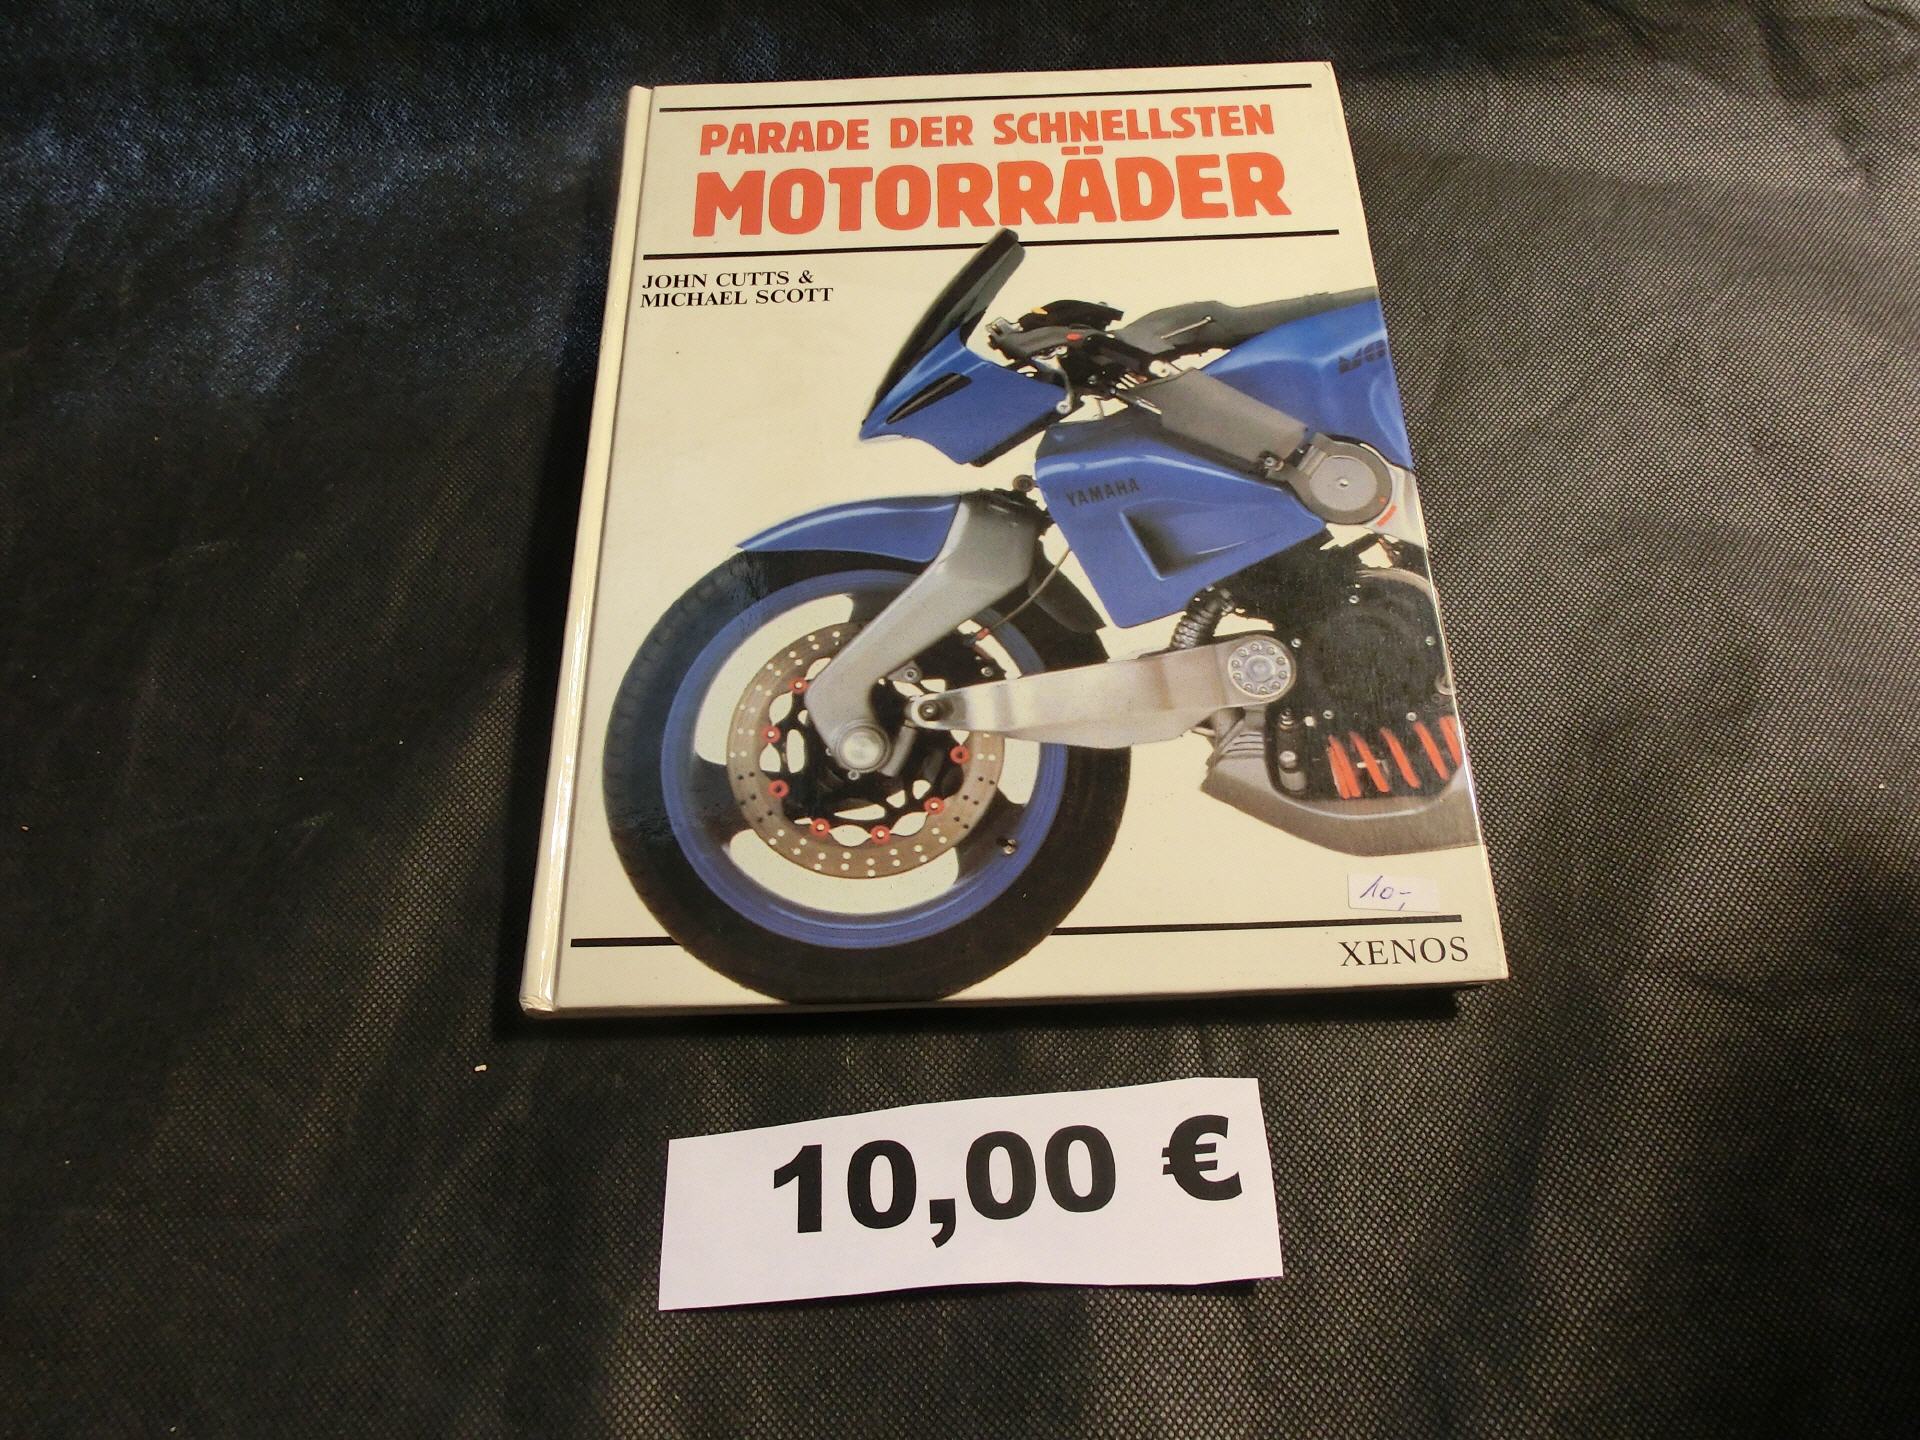 PARADE DER SCHNELLSTEN
MOTORRÄDER
JOHN CUTTS &
MICHAEL SCOTT
YAMAHA
10,-
XENOS
10,00 €